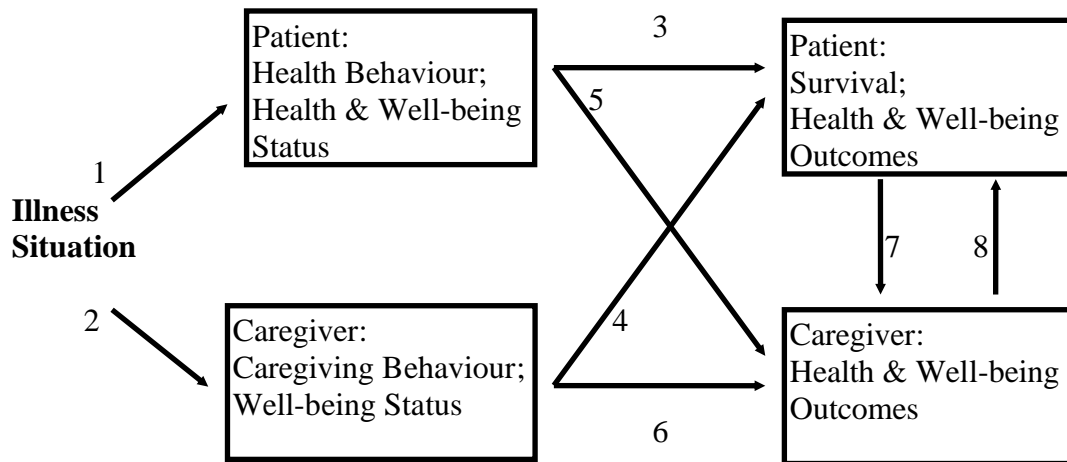 Patient:
Health Behaviour;
Health & Well-being
Status
3
Patient:
Survival;
Health & Well-being
Outcomes
5
1
Illness
Situation
7
8
2
Caregiver:
Caregiving Behaviour;
Well-being Status
4
6
Caregiver:
Health & Well-being
Outcomes